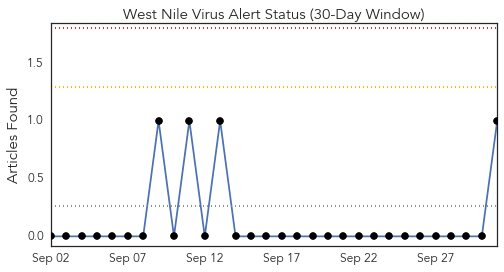 West Nile Virus Alert Status (30-Day Window)
Articles Found
1.5
1.0
0.5
0.0
Sep 02 Sep 07 Sep 12 Sep 17 Sep 22 Sep 27